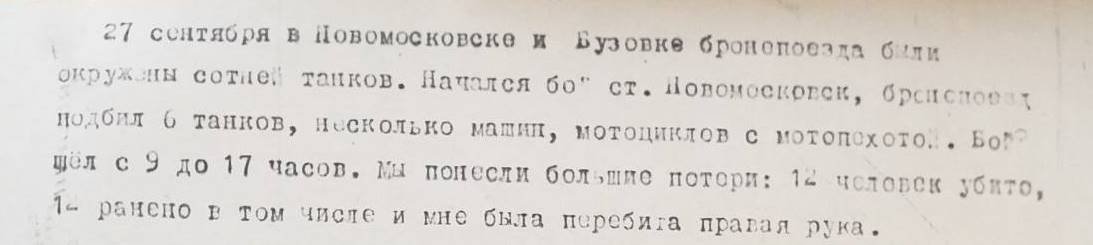 27 сентября в Новомосковске и Бузовке бронепоезда были
окружены сотней танков. Начался бой ст. Новомосковск, бронепоезд
подбил 6 танков, несколько машин, мотоциклов с мотопехотой. Бой
шёл с 9 до 17 часов. Мы понесли большие потери: 12 человек убито,
ранено в том числе и мне была перебита правая рука.